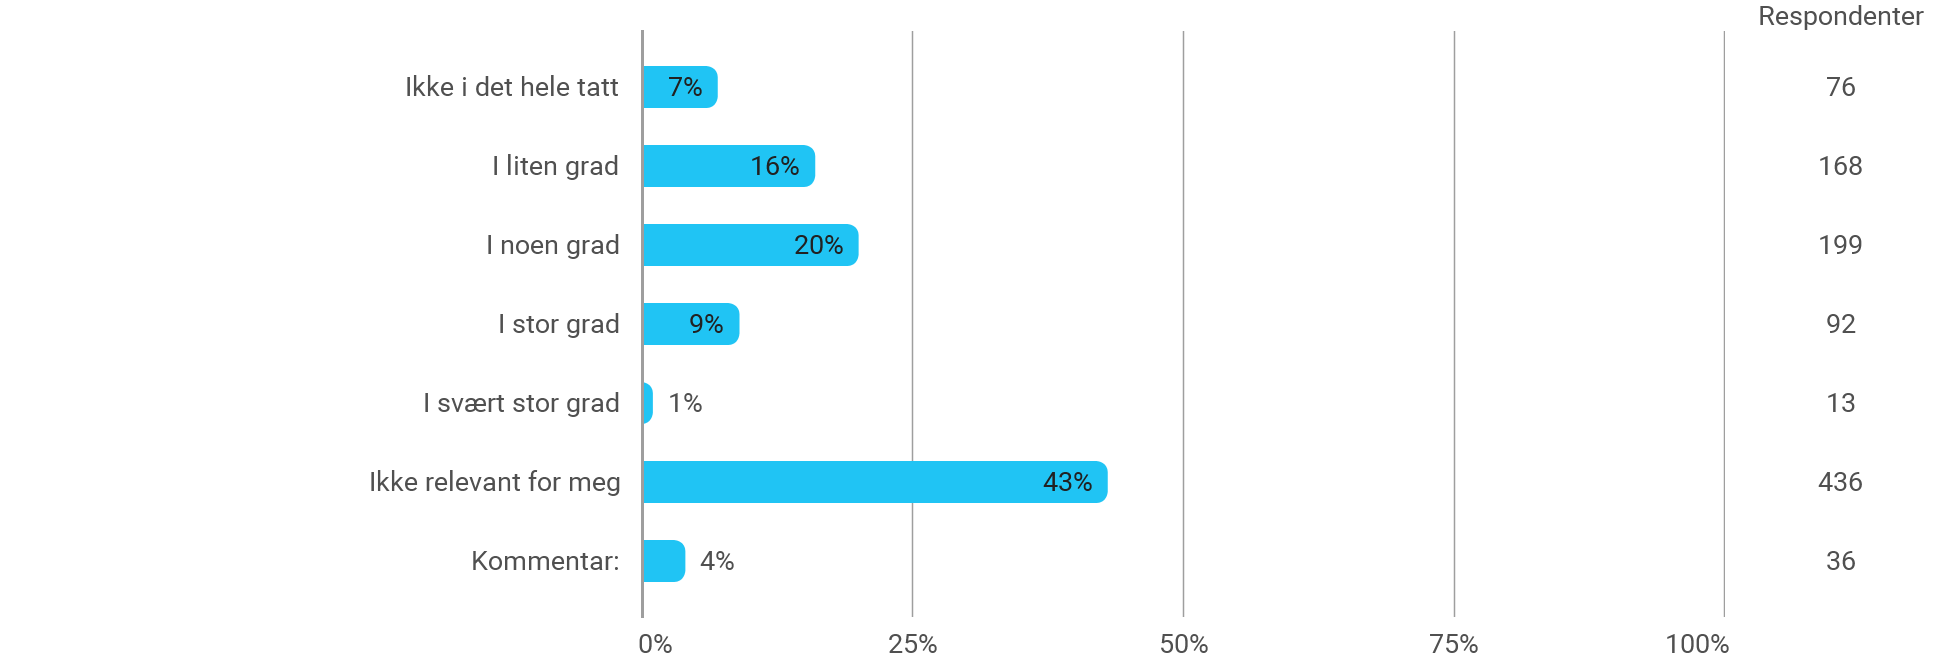 Respondenter
Ikke i det hele tatt 7% 76
I liten grad 16% 168
I noen grad 20% 199
I stor grad 9% 92
I svært stor grad 1% 13
Ikke relevant for meg 43% 436
Kommentar: 4% 36
0% 25% 50% 75% 100%